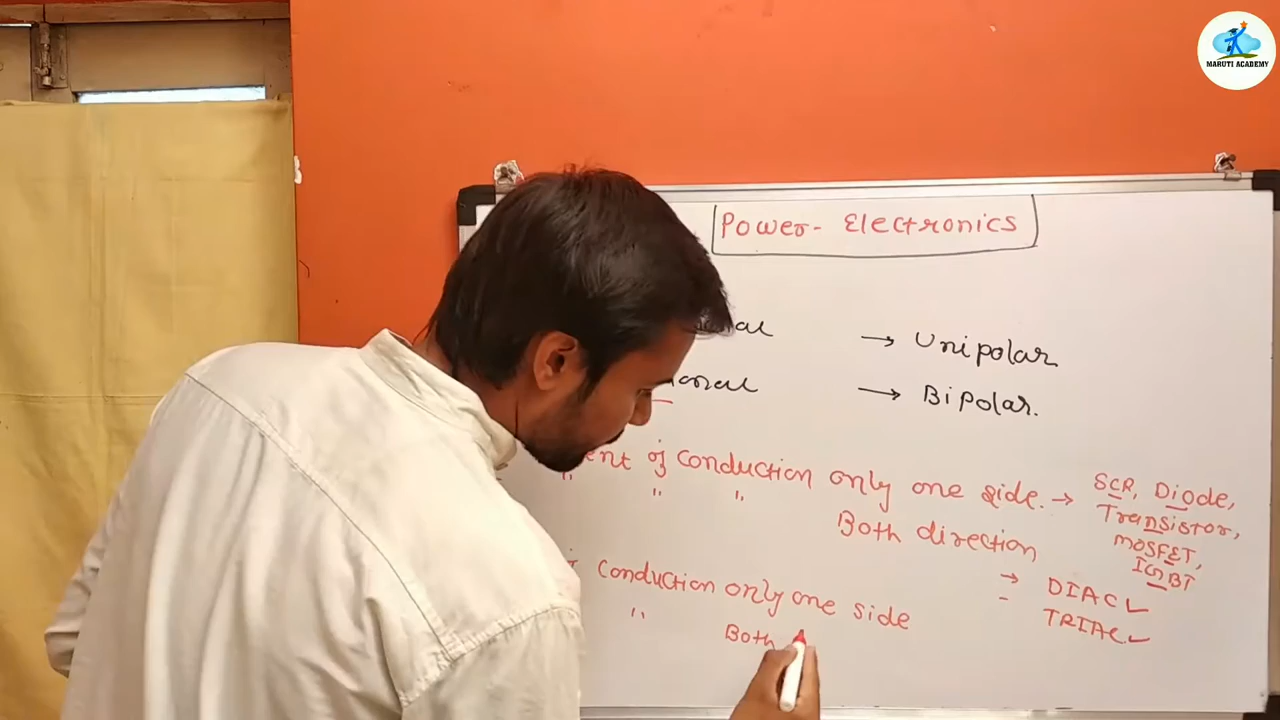 MARUTI ACADEMY
Power- Electronics
→ Unipolar
→ Bipolar.
of conduction only one side. → SCR, Diode,
Transistor,
MOSFET,
IGBT
" " "
Both direction → DIAC ✓
- TRIAC ✓
conduction only one side
"
Both